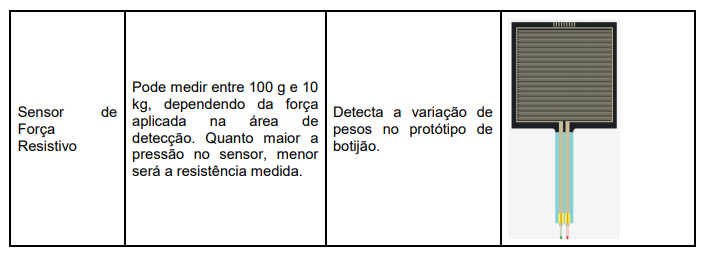 Sensor de
Força
Resistivo
Pode medir entre 100 g e 10
kg, dependendo da força
aplicada na área de
detecção. Quanto maior a
pressão no sensor, menor
será a resistência medida.
Detecta a variação de
pesos no protótipo de
botijão.